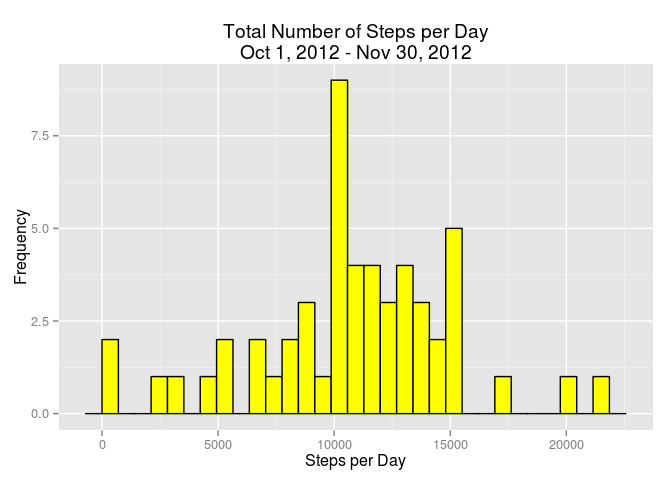 Total Number of Steps per Day
Oct 1, 2012 - Nov 30, 2012
Frequency
7.5
5.0
2.5
0.0
0 5000 10000 15000 20000
Steps per Day